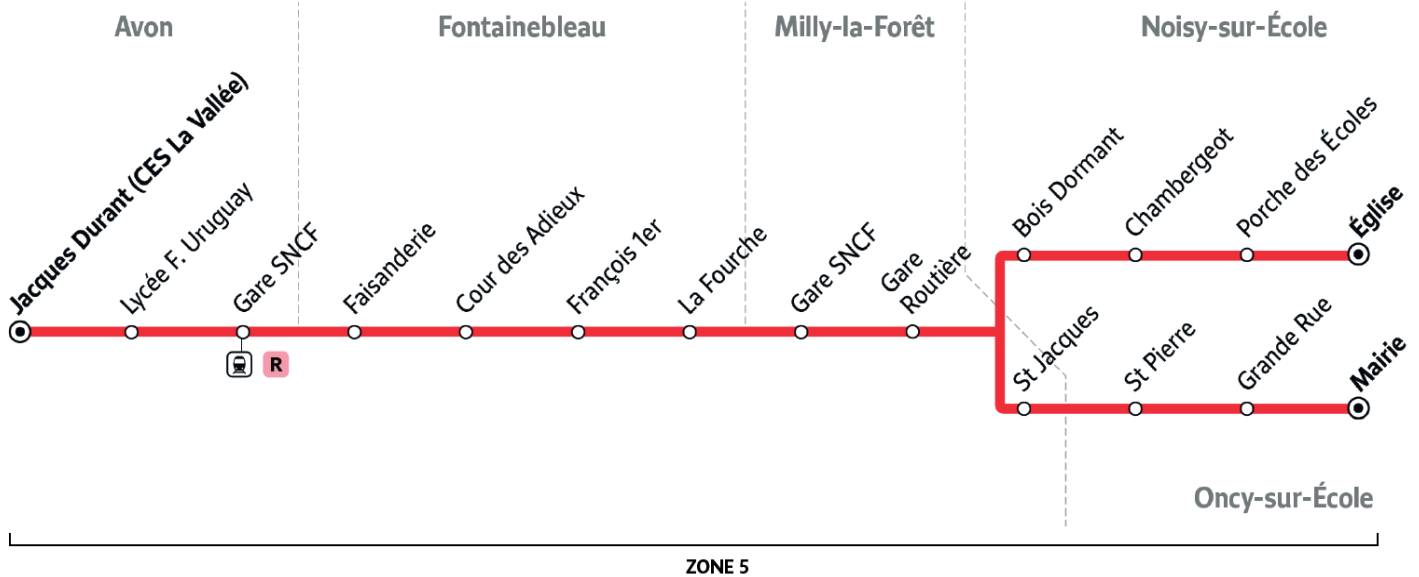 Avon
Fontainebleau
Milly-la-Forêt
Noisy-sur-École
Jacques Durant (CES La Vallée)
Lycée F. Uruguay
Gare SNCF
Faisanderie
Cour des Adieux
François 1er
La Fourche
Gare SNCF
Gare
Routière
Bois Dormant
Chambergeot
Porche des Écoles
Église
St Jacques
St Pierre
Grande Rue
Mairie
R
Oncy-sur-École
ZONE 5